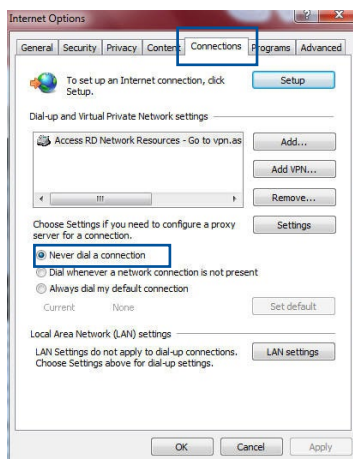 Internet Options
General Security Privacy Content Connections Programs Advanced
To set up an Internet connection, click
Setup.
Setup
Dial-up and Virtual Private Network settings
Access RD Network Resources - Go to vpn.as
Add...
Add VPN...
Remove...
Choose Settings if you need to configure a proxy
server for a connection.
Settings
Never dial a connection
Dial whenever a network connection is not present
Always dial my default connection
Current None
Set default
Local Area Network (LAN) settings
LAN Settings do not apply to dial-up connections.
Choose Settings above for dial-up settings.
LAN settings
OK Cancel Apply